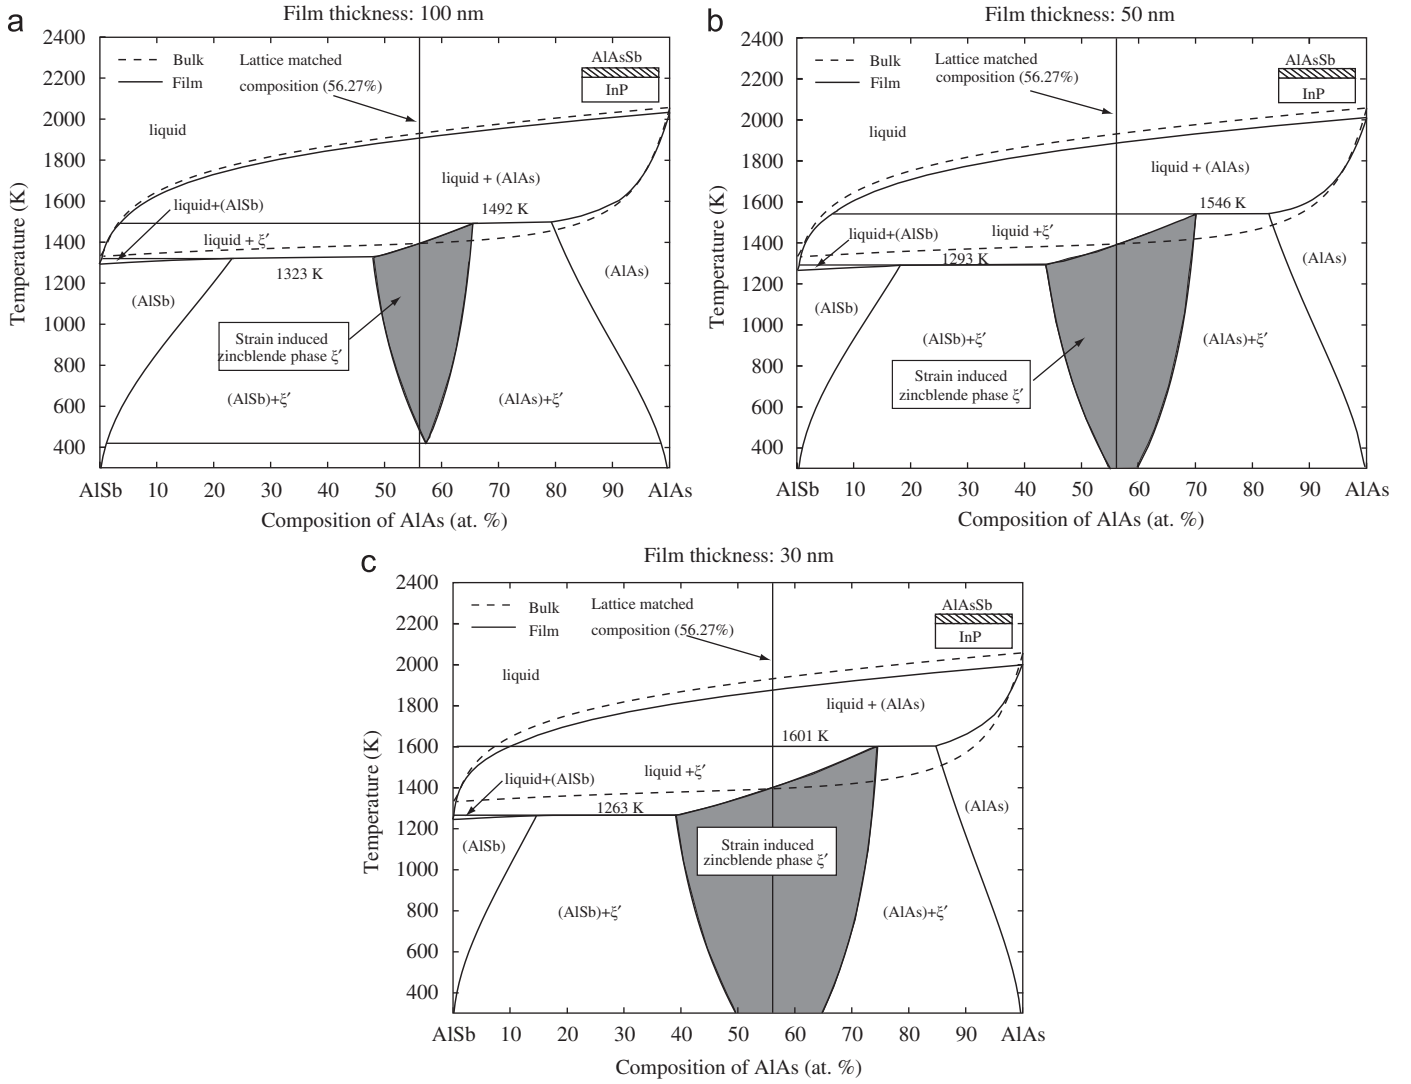 a
Film thickness: 100 nm
2400
2200
2000
1800
1600
1400
1200
1000
800
600
400
Temperature (K)
Bulk
Film
Lattice matched
composition (56.27%)
AlAsSb
InP
liquid
liquid + (AlAs)
liquid+(AlSb)
1492 K
liquid + ξ′
1323 K
(AlSb)
(AlAs)
Strain induced
zincblende phase ξ′
(AlSb)+ξ′
(AlAs)+ξ′
AlSb 10 20 30 40 50 60 70 80 90 AlAs
Composition of AlAs (at. %)
b
Film thickness: 50 nm
2400
2200
2000
1800
1600
1400
1200
1000
800
600
400
Temperature (K)
Bulk
Film
Lattice matched
composition (56.27%)
AlAsSb
InP
liquid
liquid + (AlAs)
1546 K
liquid+(AlSb)
liquid +ξ′
1293 K
(AlAs)
(AlSb)
(AlSb)+ξ′
(AlAs)+ξ′
Strain induced
zincblende phase ξ′
AlSb 10 20 30 40 50 60 70 80 90 AlAs
Composition of AlAs (at. %)
c
Film thickness: 30 nm
2400
2200
2000
1800
1600
1400
1200
1000
800
600
400
Temperature (K)
Bulk
Film
Lattice matched
composition (56.27%)
AlAsSb
InP
liquid
liquid + (AlAs)
1601 K
liquid+(AlSb)
liquid +ξ′
1263 K
(AlAs)
(AlSb)
Strain induced
zincblende phase ξ′
(AlSb)+ξ′
(AlAs)+ξ′
AlSb 10 20 30 40 50 60 70 80 90 AlAs
Composition of AlAs (at. %)